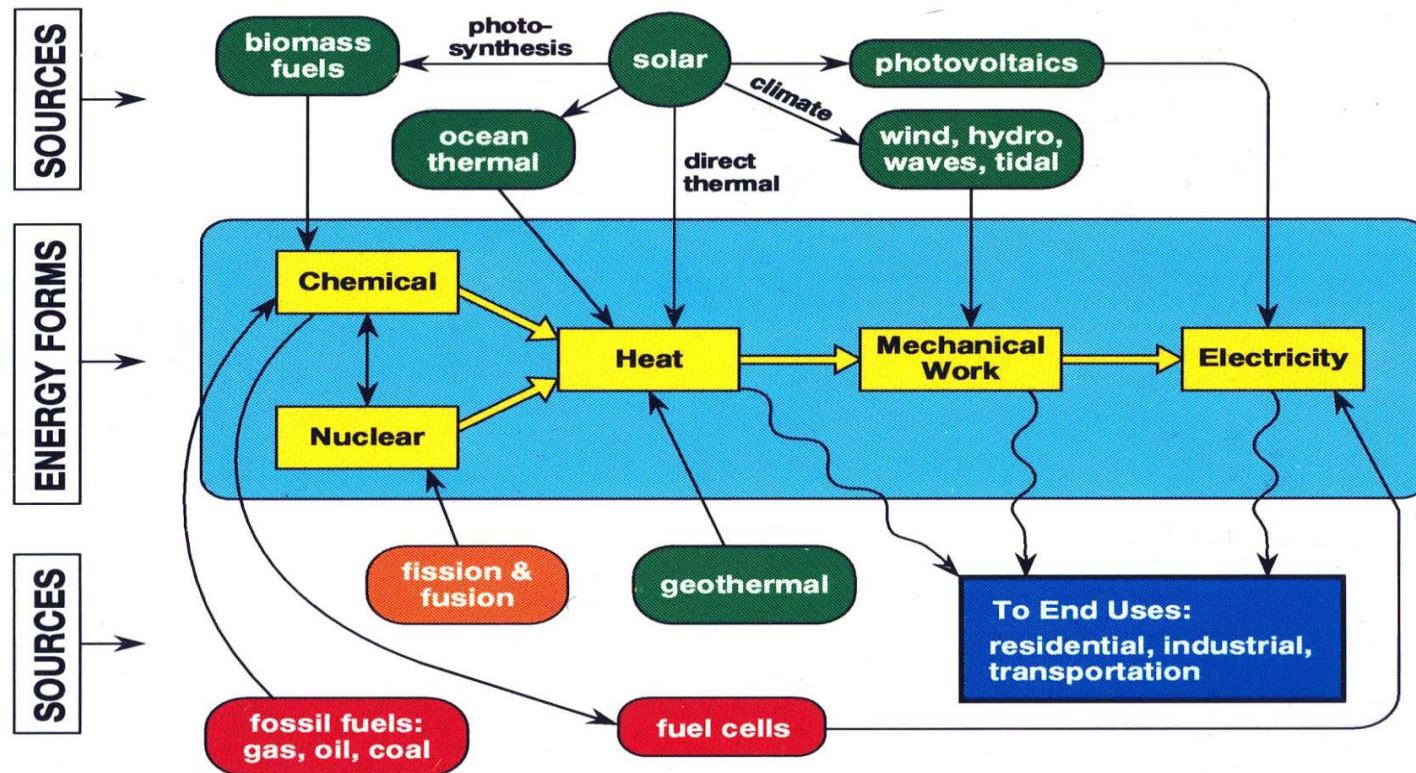 SOURCES
biomass
fuels
photo-
synthesis
solar
photovoltaics
climate
ocean
thermal
direct
thermal
wind, hydro,
waves, tidal
ENERGY FORMS
Chemical
Heat
Mechanical
Work
Electricity
Nuclear
SOURCES
fission &
fusion
geothermal
To End Uses:
residential, industrial,
transportation
fossil fuels:
gas, oil, coal
fuel cells